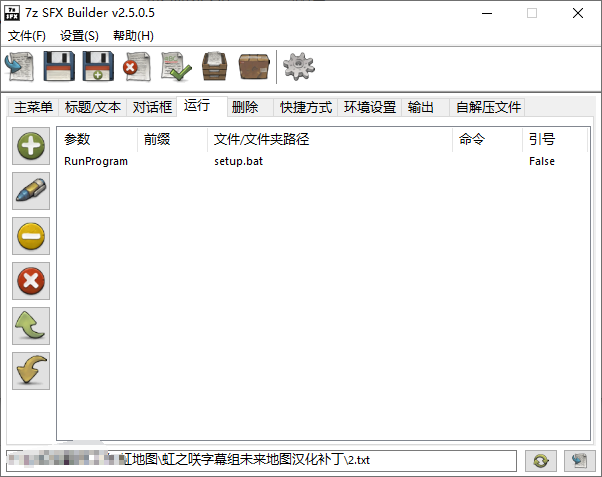 7z SFX
7z SFX Builder v2.5.0.5
文件(F) 设置(S) 帮助(H)
主菜单 标题/文本 对话框 运行 删除 快捷方式 环境设置 输出 自解压文件
参数 前缀 文件/文件夹路径 命令 引号
RunProgram setup.bat False
虹地图\虹之咲字幕组未来地图汉化补丁\2.txt